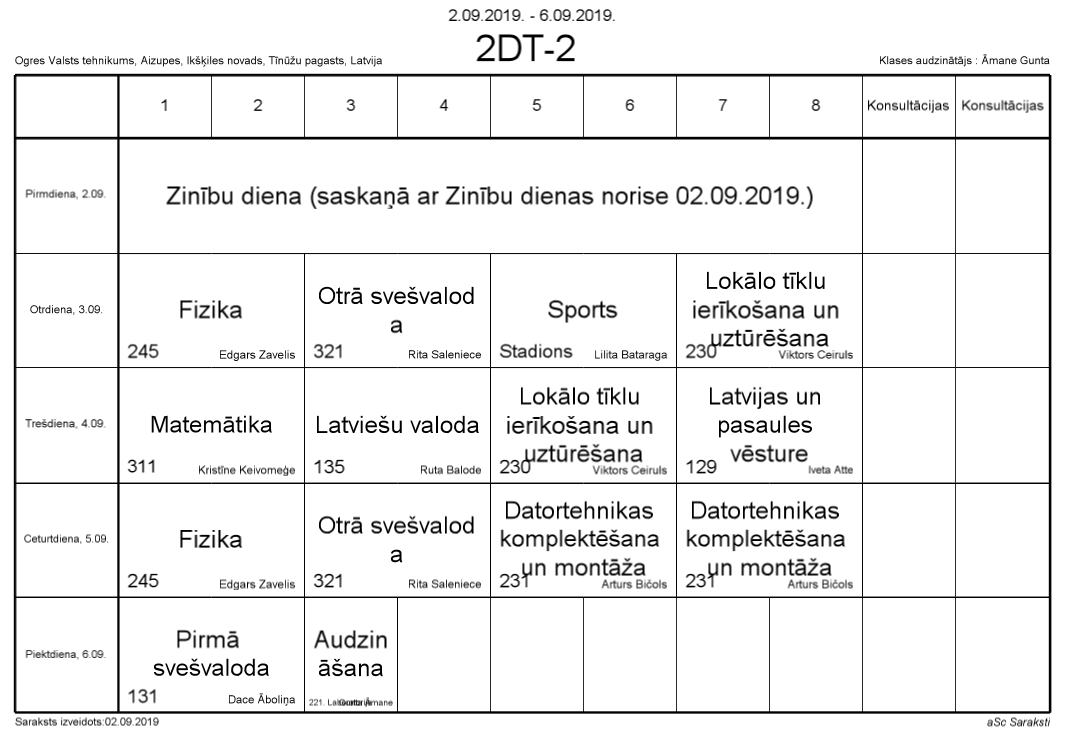 2.09.2019. - 6.09.2019.
2DT-2
Ogres Valsts tehnikums, Aizupes, Ikšķiles novads, Tīnūžu pagasts, Latvija
Klases audzinātājs : Āmane Gunta
1 2 3 4 5 6 7 8 Konsultācijas Konsultācijas
Pirmdiena, 2.09.
Zinību diena (saskaņā ar Zinību dienas norise 02.09.2019.)
Otrdiena, 3.09.
Fizika
245 Edgars Zavelis
Otrā svešvalod
a
321 Rita Saleniece
Sports
Stadions Lilita Bataraga
Lokālo tīklu
ierīkošana un
uztūrēšana
230 Viktors Ceiruls
Trešdiena, 4.09.
Matemātika
311 Kristīne Keivomeģe
Latviešu valoda
135 Ruta Balode
Lokālo tīklu
ierīkošana un
uztūrēšana
230 Viktors Ceiruls
Latvijas un
pasaules
vēsture
129 Iveta Atte
Ceturtdiena, 5.09.
Fizika
245 Edgars Zavelis
Otrā svešvalod
a
321 Rita Saleniece
Datortehnikas
komplektēšana
un montāža
231 Arturs Bičols
Datortehnikas
komplektēšana
un montāža
231 Arturs Bičols
Piektdiena, 6.09.
Pirmā
svešvaloda
131 Dace Āboliņa
Audzin
āšana
221. Āmane
Saraksts izveidots:02.09.2019
aSc Saraksti